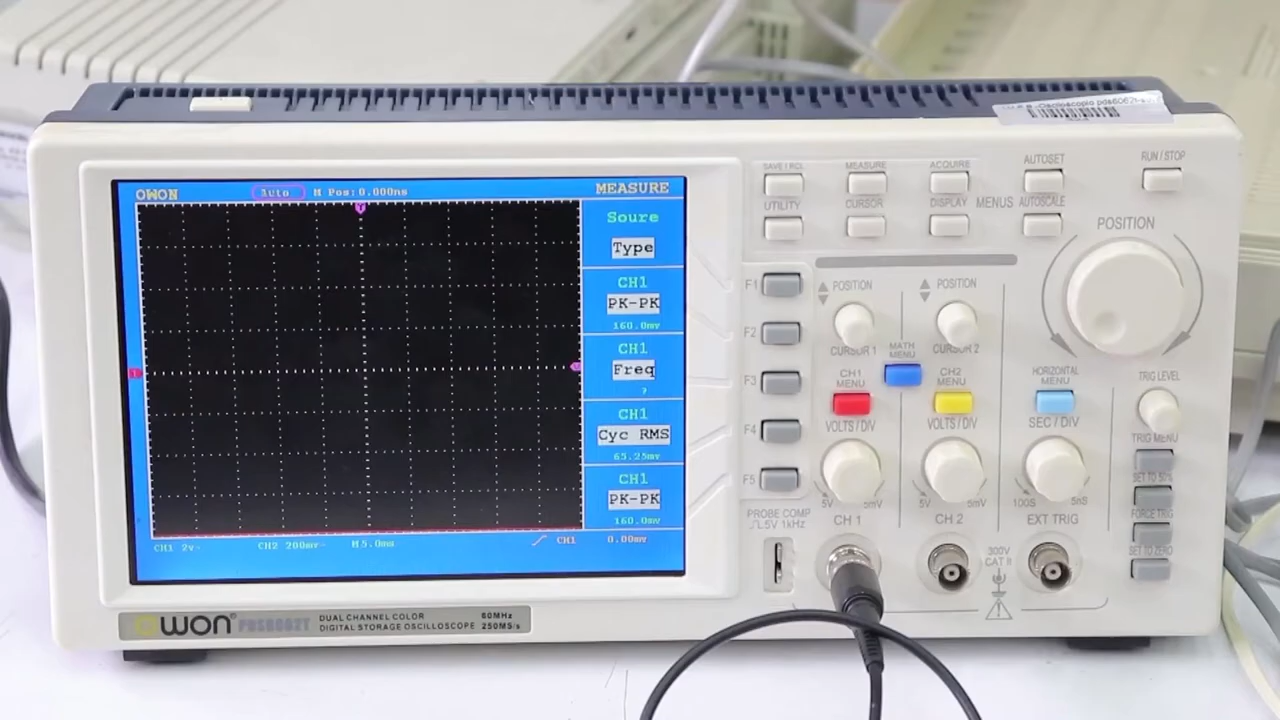 Osciloscopio pds6062t-s
OWON Auto M Pos:0.000ns MEASURE
Soure
Type
CH1
PK-PK
160.0mv
CH1
Freq
?
CH1
Cyc RMS
65.25mv
CH1
PK-PK
160.0mv
CH1 2v~ CH2 200mv~ M 5.0ms CH1 0.00mv
OWON® PDS6062T DUAL CHANNEL COLOR 60MHz
DIGITAL STORAGE OSCILLOSCOPE 250MS/s
SAVE / RCL MEASURE ACQUIRE AUTOSET RUN / STOP
UTILITY CURSOR DISPLAY MENUS AUTOSCALE
POSITION
F1 POSITION POSITION
F2 CURSOR 1 CURSOR 2
MATH
MENU
F3 CH1
MENU CH2
MENU HORIZONTAL
MENU TRIG LEVEL
F4 VOLTS / DIV VOLTS / DIV SEC / DIV TRIG MENU
F5 SET TO 50%
5V 5mV 5V 5mV 100S 5nS
PROBE COMP
5V 1kHz CH 1 CH 2 EXT TRIG FORCE TRIG
SET TO ZERO
300V
CAT II